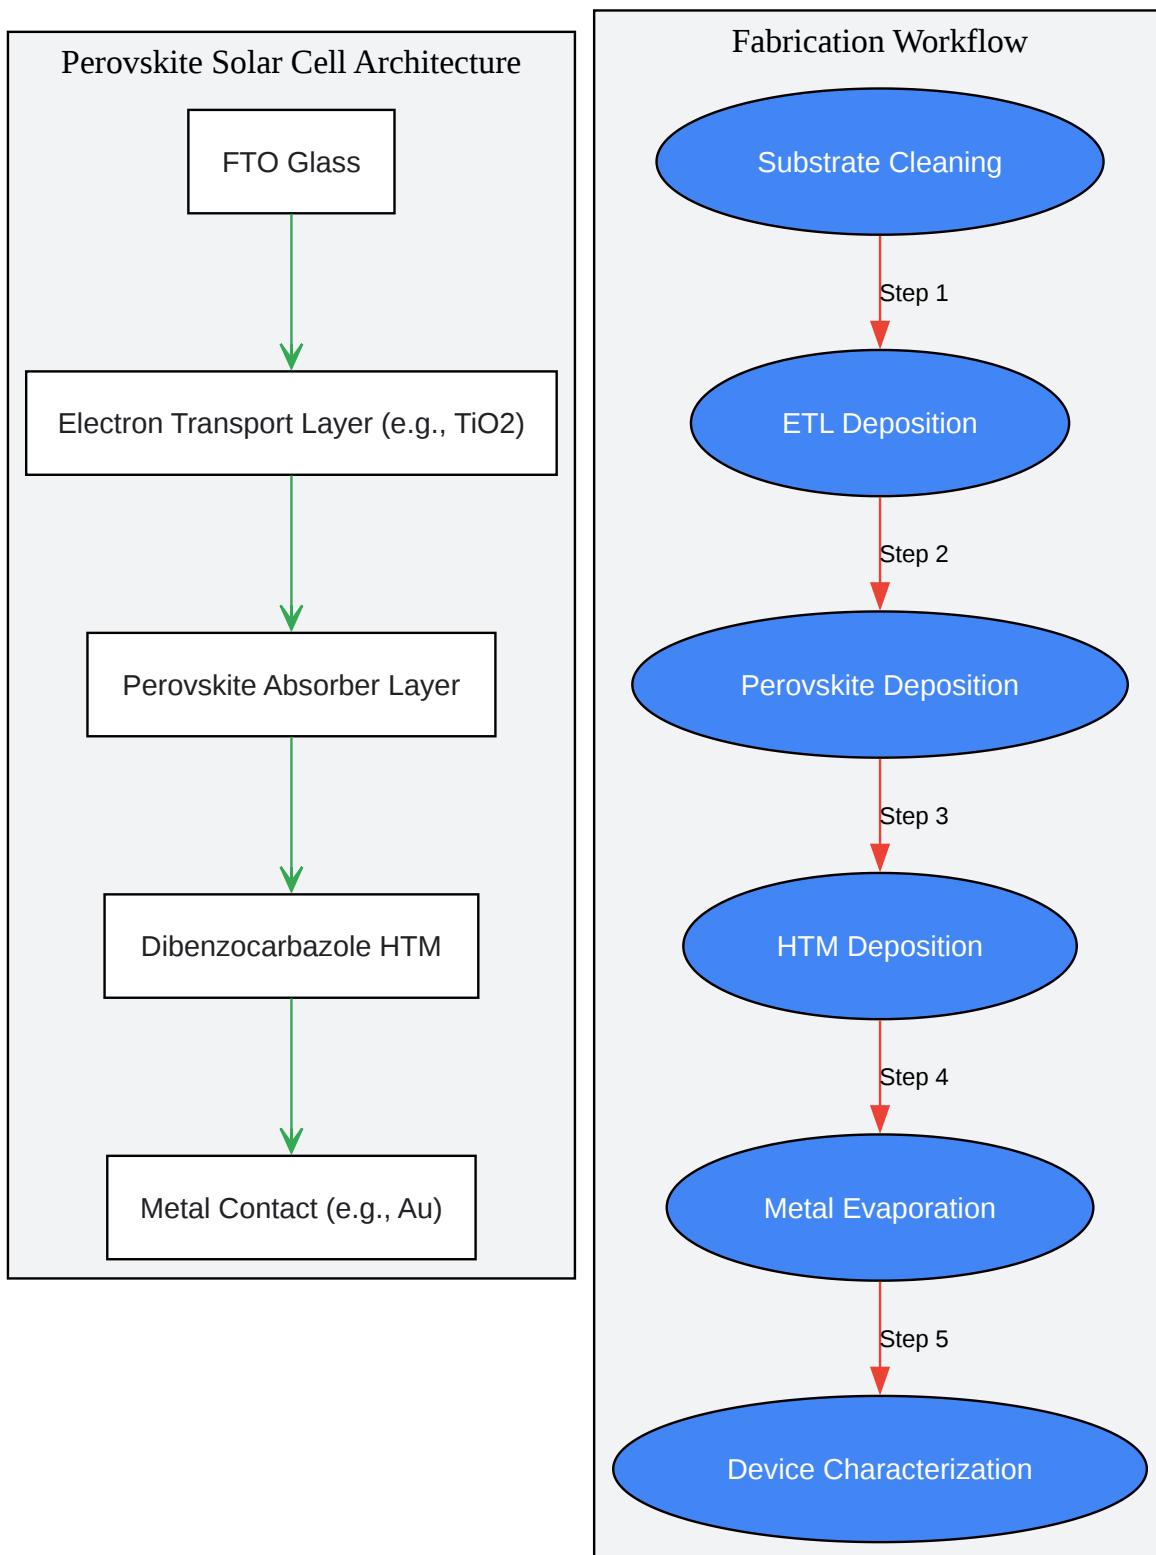 Perovskite Solar Cell Architecture
FTO Glass
Electron Transport Layer (e.g., TiO2)
Perovskite Absorber Layer
Dibenzocarbazole HTM
Metal Contact (e.g., Au)
Fabrication Workflow
Substrate Cleaning
Step 1
ETL Deposition
Step 2
Perovskite Deposition
Step 3
HTM Deposition
Step 4
Metal Evaporation
Step 5
Device Characterization